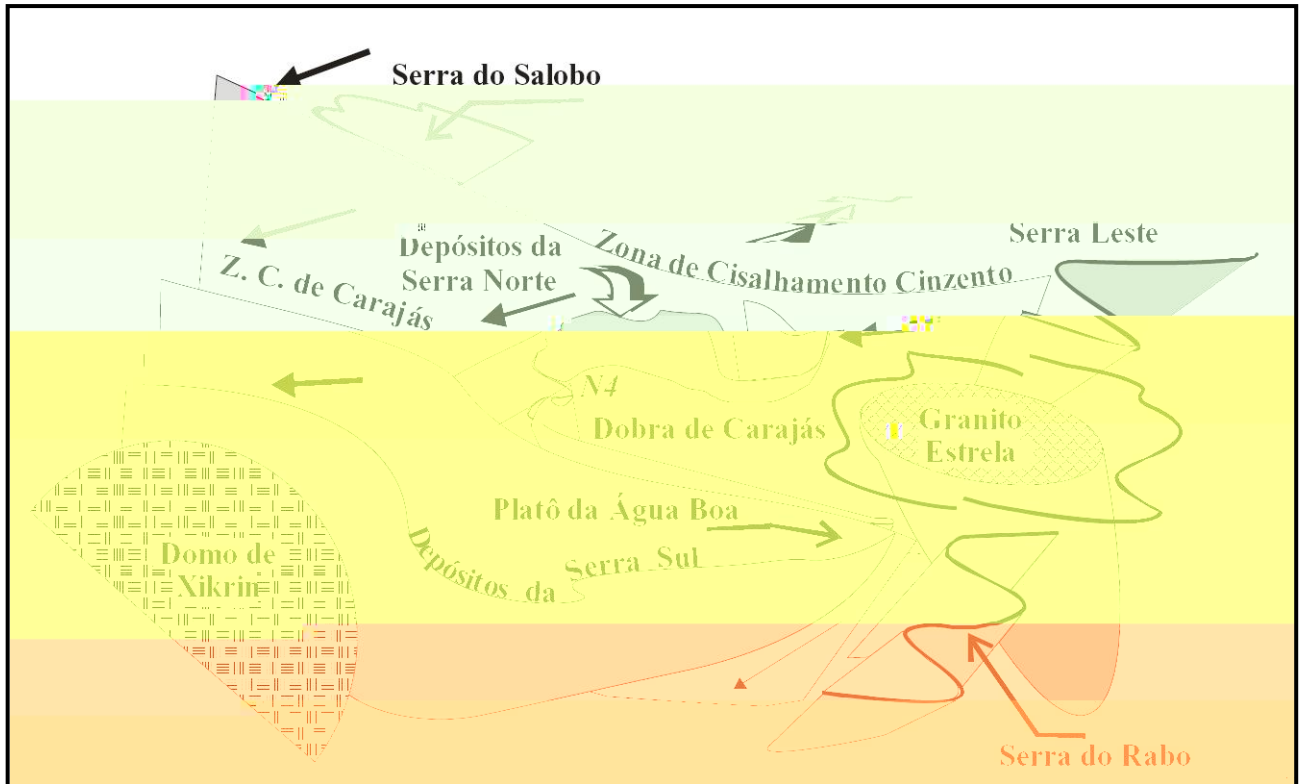 Serra do Salobo
Serra Leste
Depósitos da
Serra Norte
Zona de Cisalhamento Cinzento
Z. C. de Carajás
N4
Dobra de Carajás
Granito
Estrela
Platô da Água Boa
Domo de
Xikrin
Depósitos da Serra Sul
Serra do Rabo